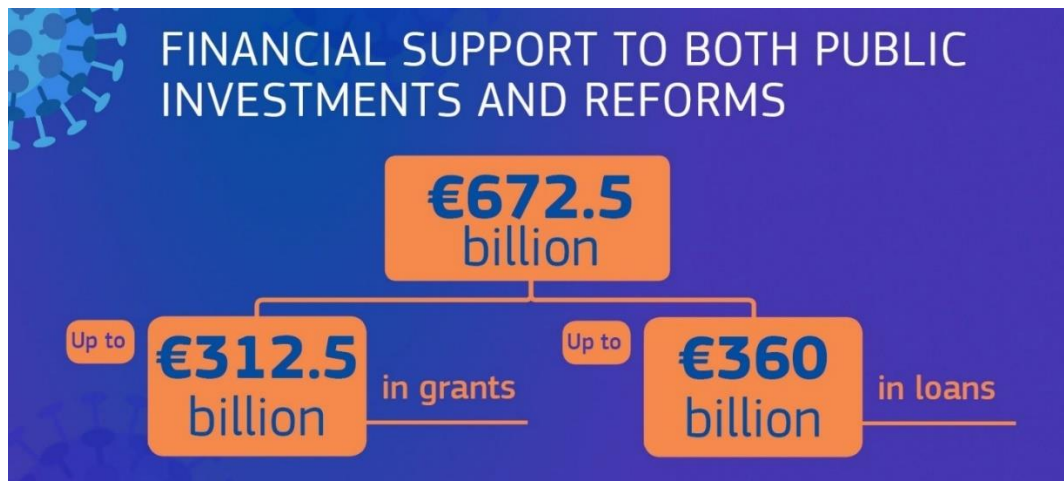 FINANCIAL SUPPORT TO BOTH PUBLIC
INVESTMENTS AND REFORMS
€672.5
billion
Up to
€312.5
billion
in grants
Up to
€360
billion
in loans